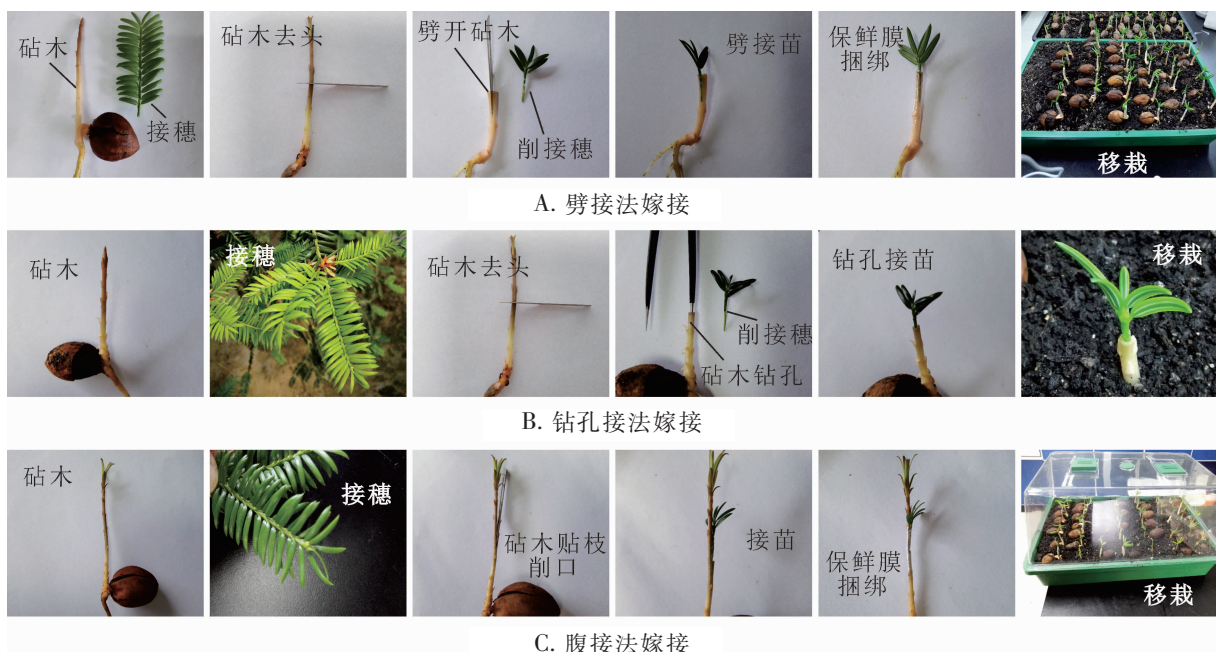 砧木
接穗
砧木去头
劈开砧木
削接穗
劈接苗
保鲜膜
捆绑
移栽
A. 劈接法嫁接
砧木
接穗
砧木去头
削接穗
砧木钻孔
钻孔接苗
移栽
B. 钻孔接法嫁接
砧木
接穗
砧木贴枝
削口
接苗
保鲜膜
捆绑
移栽
C. 腹接法嫁接